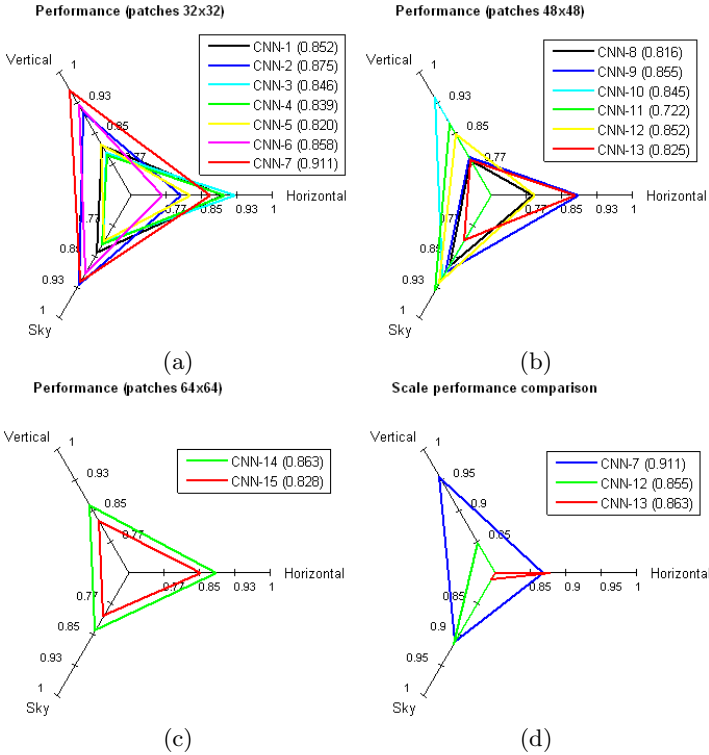 Performance (patches 32x32)
Vertical
1
0.93
0.85
0.77
CNN-1 (0.852)
CNN-2 (0.875)
CNN-3 (0.846)
CNN-4 (0.839)
CNN-5 (0.820)
CNN-6 (0.858)
CNN-7 (0.911)
Horizontal
0.77 0.85 0.93 1
0.77
0.85
0.93
1
Sky
(a)
Performance (patches 48x48)
Vertical
1
0.93
0.85
0.77
CNN-8 (0.816)
CNN-9 (0.855)
CNN-10 (0.845)
CNN-11 (0.722)
CNN-12 (0.852)
CNN-13 (0.825)
Horizontal
0.77 0.85 0.93 1
0.77
0.85
0.93
1
Sky
(b)
Performance (patches 64x64)
Vertical
1
0.93
0.85
0.77
CNN-14 (0.863)
CNN-15 (0.828)
Horizontal
0.77 0.85 0.93 1
0.77
0.85
0.93
1
Sky
(c)
Scale performance comparison
Vertical
1
0.95
0.9
0.85
CNN-7 (0.911)
CNN-12 (0.855)
CNN-13 (0.863)
Horizontal
0.85 0.9 0.95 1
0.85
0.9
0.95
1
Sky
(d)